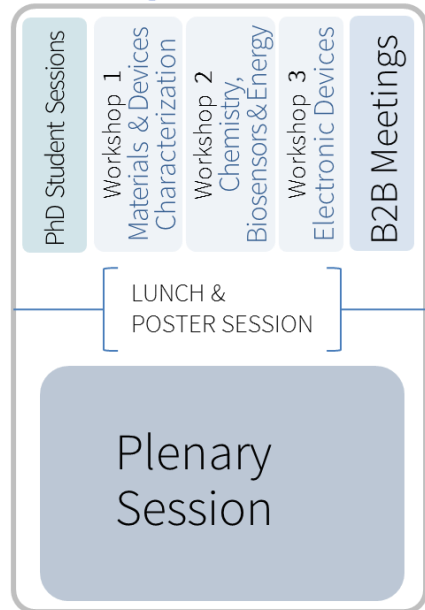 PhD Student Sessions
Workshop 1
Materials & Devices
Characterization
Workshop 2
Chemistry,
Biosensors & Energy
Workshop 3
Electronic Devices
B2B Meetings
LUNCH &
POSTER SESSION
Plenary
Session